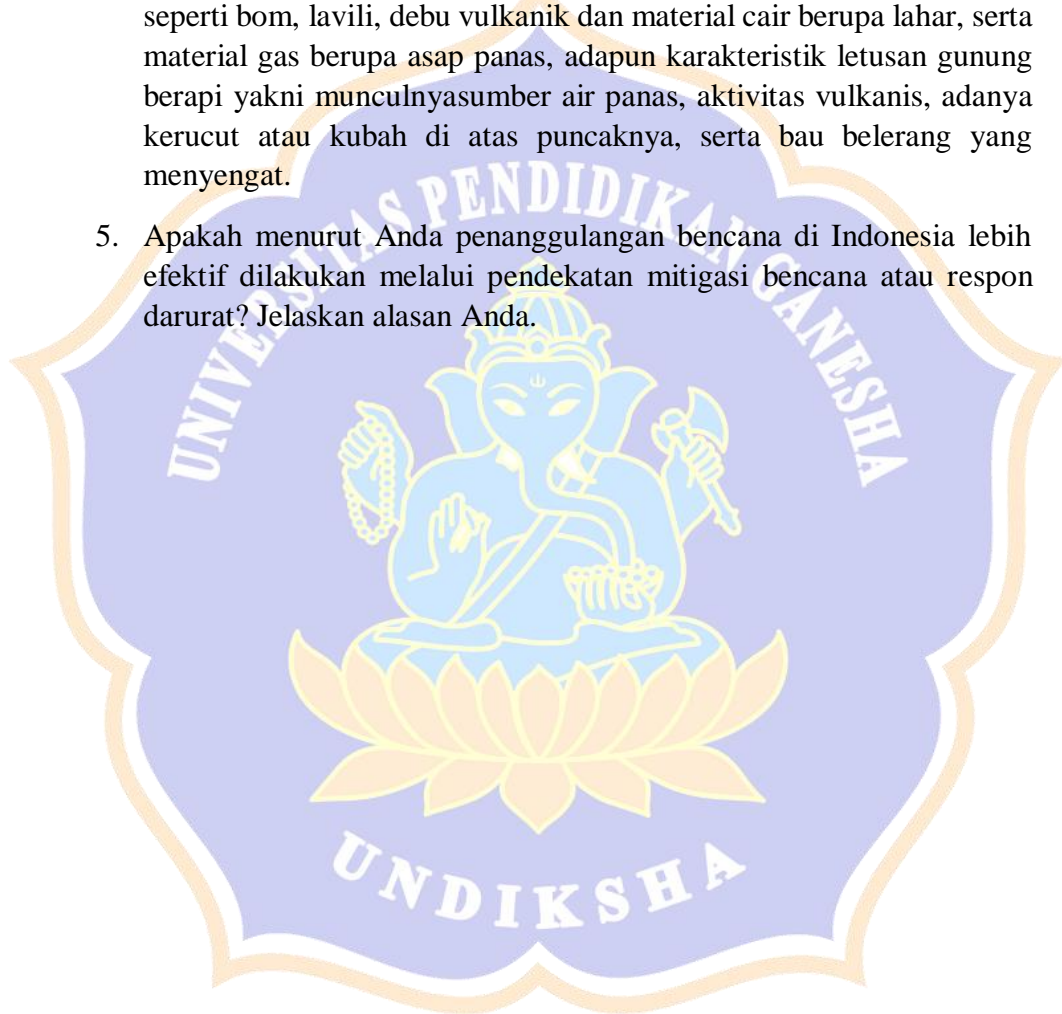 seperti bom, lavili, debu vulkanik dan material cair berupa lahar, serta
material gas berupa asap panas, adapun karakteristik letusan gunung
berapi yakni munculnyasumber air panas, aktivitas vulkanis, adanya
kerucut atau kubah di atas puncaknya, serta bau belerang yang
menyengat.
5. Apakah menurut Anda penanggulangan bencana di Indonesia lebih
efektif dilakukan melalui pendekatan mitigasi bencana atau respon
darurat? Jelaskan alasan Anda.
UNIVERSITAS PENDIDIKAN GANESHA
UNDIKSHA